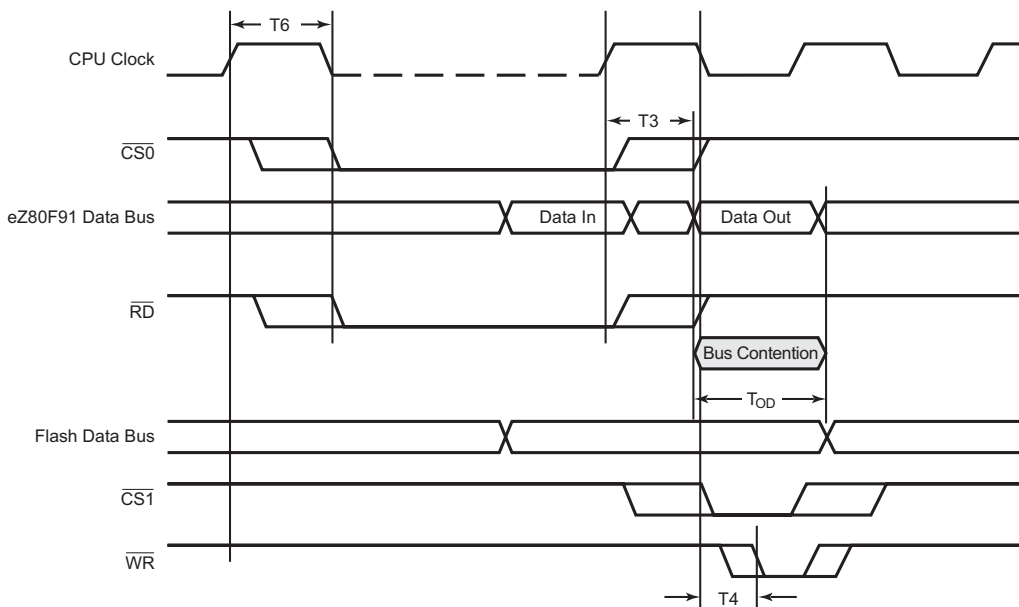 T6
CPU Clock
T3
CS0
eZ80F91 Data Bus
Data In
Data Out
RD
Bus Contention
TOD
Flash Data Bus
CS1
WR
T4